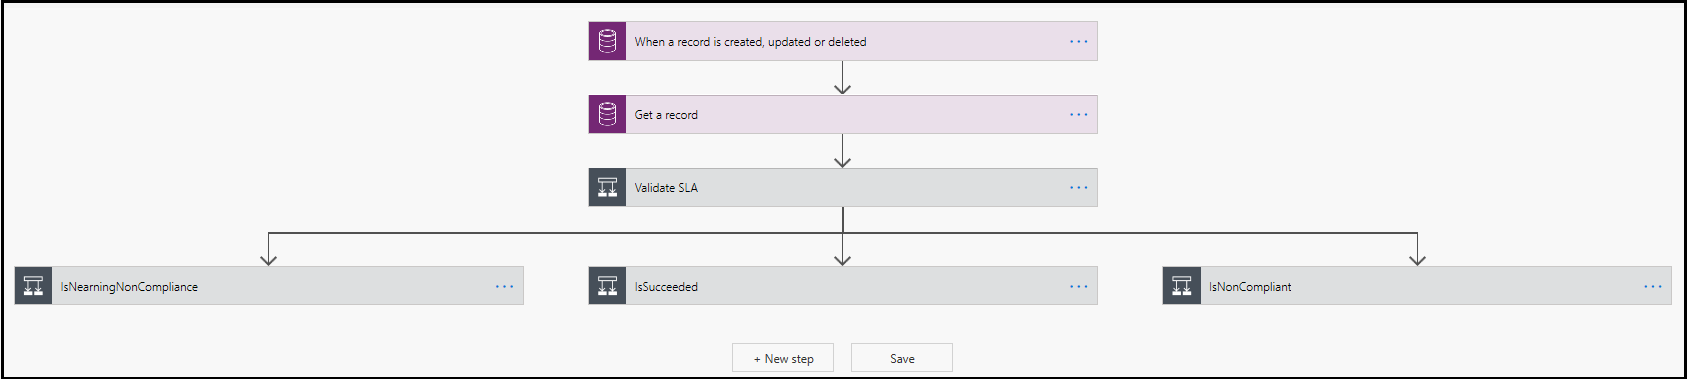 When a record is created, updated or deleted
Get a record
Validate SLA
IsNearningNonCompliance
IsSucceeded
IsNonCompliant
+ New step
Save